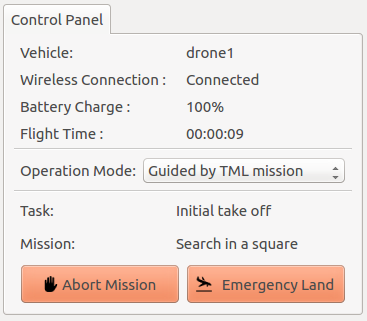 Control Panel
Vehicle: drone1
Wireless Connection : Connected
Battery Charge : 100%
Flight Time : 00:00:09
Operation Mode: Guided by TML mission
Task: Initial take off
Mission: Search in a square
Abort Mission Emergency Land